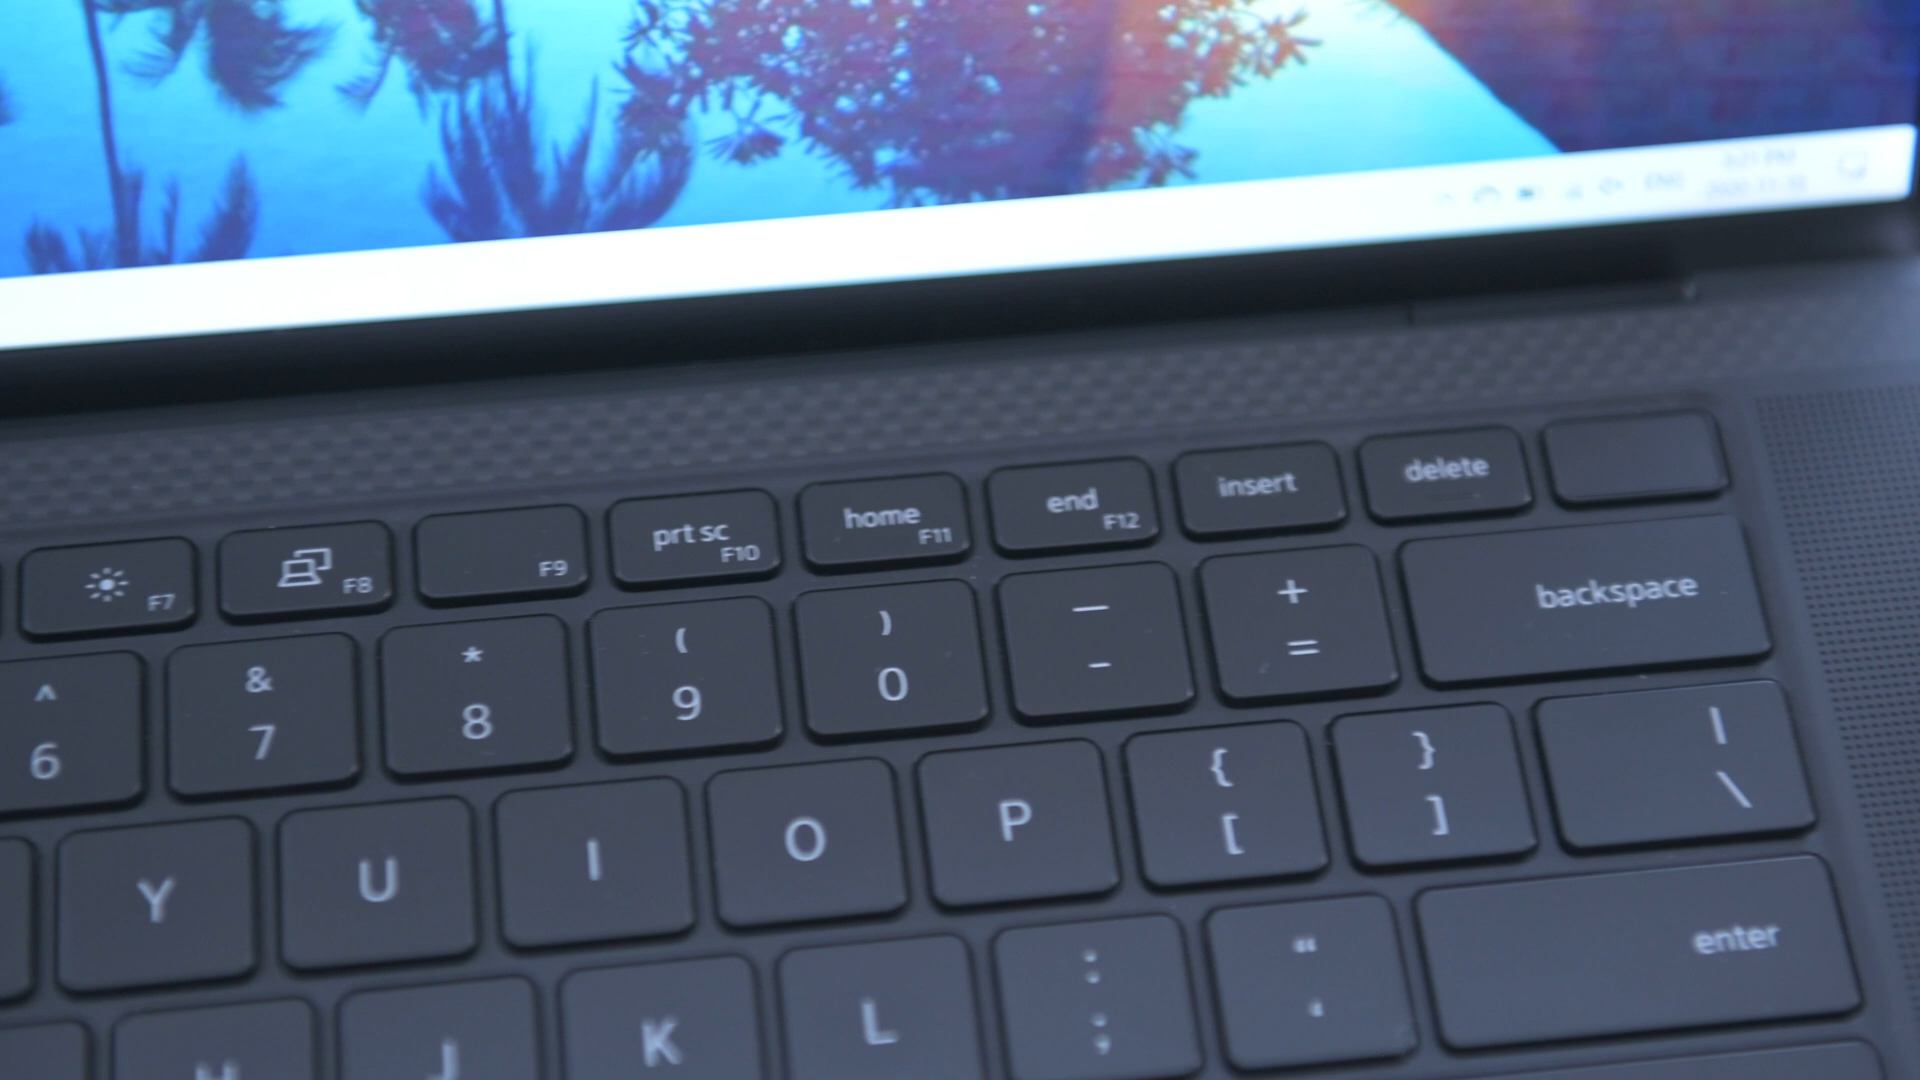 ENG
F7
F8
F9
prt sc
F10
home
F11
end
F12
insert
delete
^
6
&
7
*
8
(
9
)
0
—
-
+
=
backspace
Y
U
I
O
P
{
[
}
]
|
\
H
J
K
L
:
;
"
'
enter